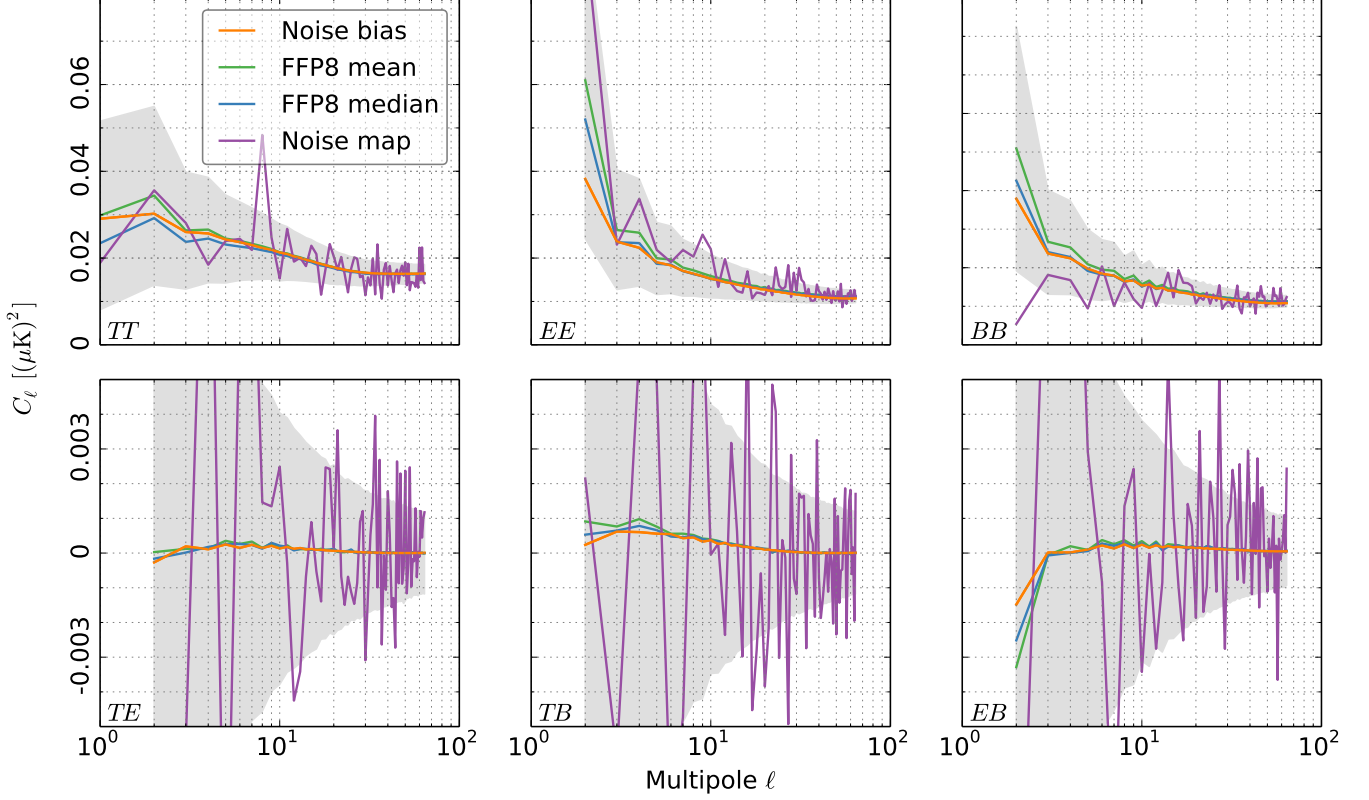 Noise bias
FFP8 mean
FFP8 median
Noise map
0.06
0.04
0.02
0
TT
EE
BB
C_ℓ [(μK)²]
0.003
0
-0.003
TE
TB
EB
10⁰ 10¹ 10² 10⁰ 10¹ 10² 10⁰ 10¹ 10²
Multipole ℓ